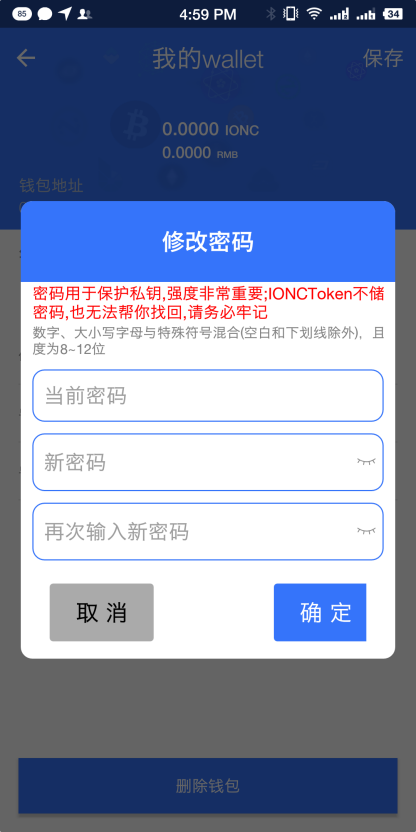 85
4:59 PM
34
我的wallet
保存
0.0000 IONC
0.0000 RMB
钱包地址
修改密码
密码用于保护私钥,强度非常重要;IONCToken不储
密码,也无法帮你找回,请务必牢记
数字、大小写字母与特殊符号混合(空白和下划线除外)，且
度为8~12位
当前密码
新密码
再次输入新密码
取 消
确 定
删除钱包